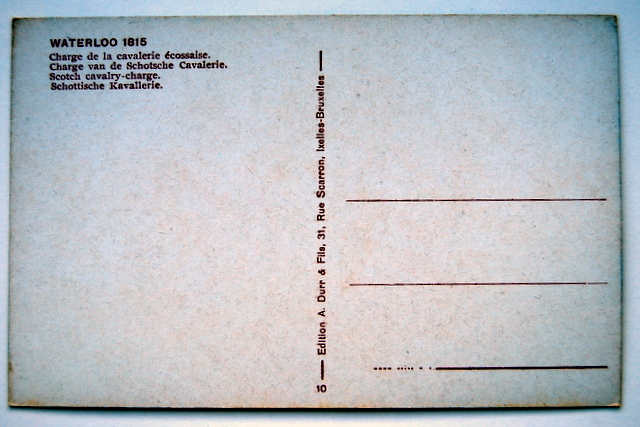 WATERLOO 1815
Charge de la cavalerie écossaise.
Charge van de Schotsche Cavalerie.
Scotch cavalry-charge.
Schottische Kavallerie.
10 — Edition A. Durr & Fils, 31, Rue Scarron, Ixelles-Bruxelles —